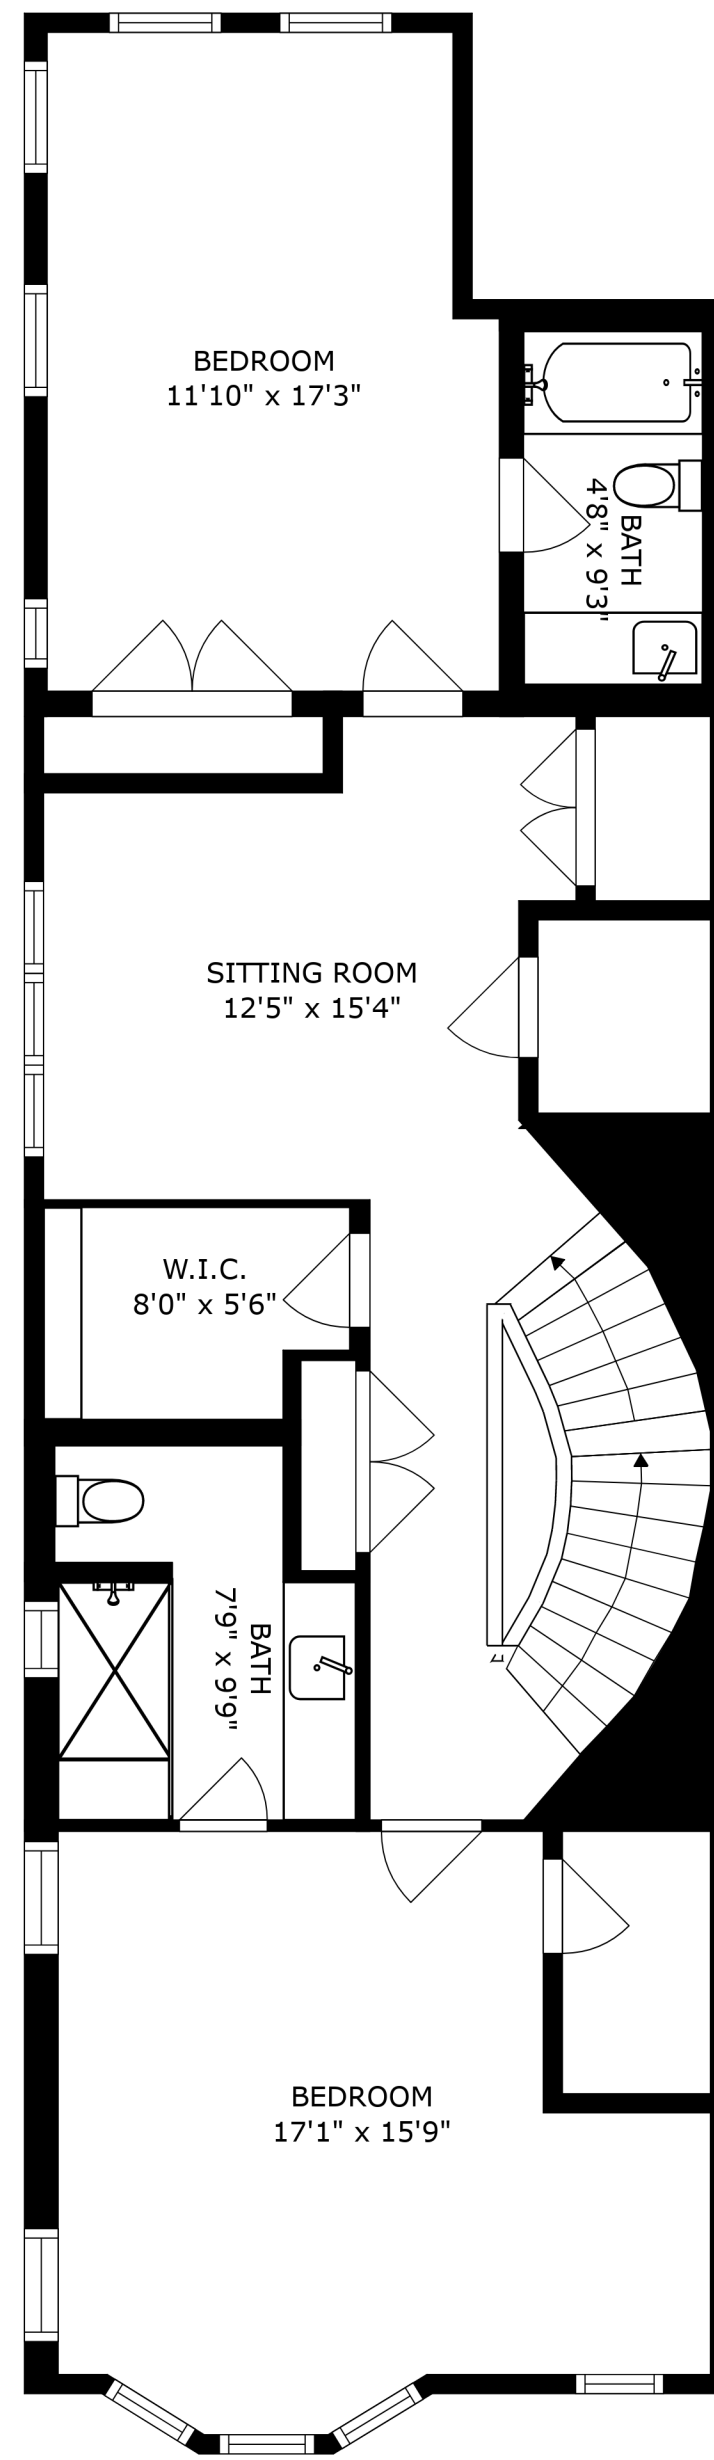 BEDROOM
11'10" x 17'3"
BATH
4'8" x 9'3"
SITTING ROOM
12'5" x 15'4"
W.I.C.
8'0" x 5'6"
BATH
7'9" x 9'9"
BEDROOM
17'1" x 15'9"